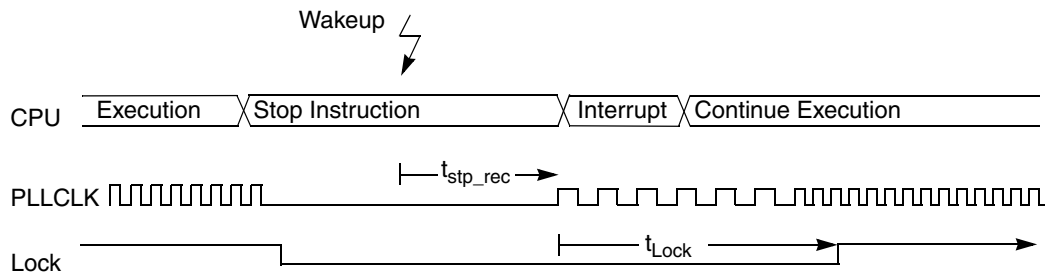 Wakeup
CPU Execution Stop Instruction Interrupt Continue Execution
t_stp_rec
PLLCLK
t_Lock
Lock